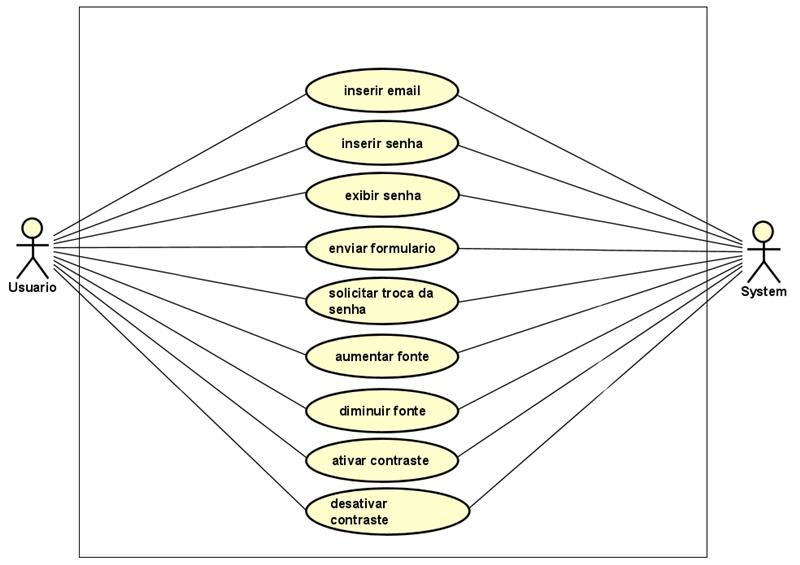 inserir email
inserir senha
exibir senha
enviar formulario
solicitar troca da
senha
aumentar fonte
diminuir fonte
ativar contraste
desativar
contraste
Usuario
System